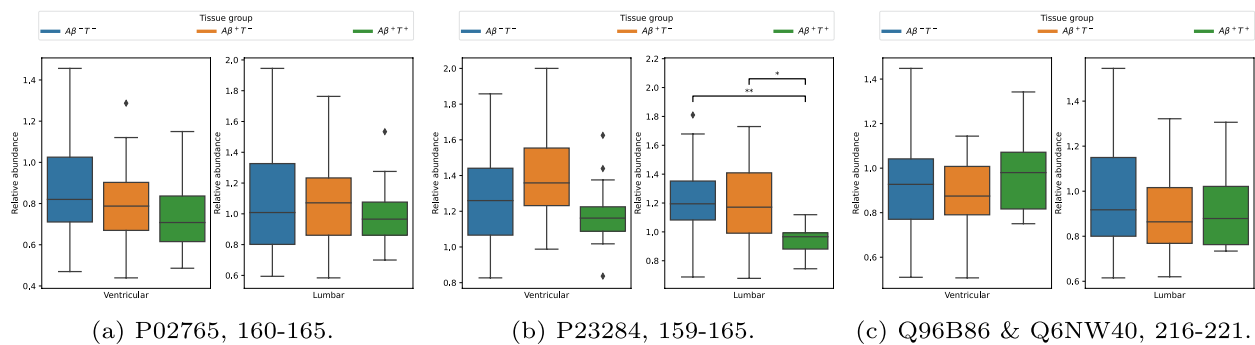 Tissue group
Aβ⁻T⁻ Aβ⁺T⁻ Aβ⁺T⁺
Relative abundance
1.4
1.2
1.0
0.8
0.6
0.4
Ventricular
Relative abundance
2.0
1.8
1.6
1.4
1.2
1.0
0.8
0.6
Lumbar
(a) P02765, 160-165.
Tissue group
Aβ⁻T⁻ Aβ⁺T⁻ Aβ⁺T⁺
Relative abundance
2.0
1.8
1.6
1.4
1.2
1.0
0.8
Ventricular
Relative abundance
2.2
2.0
1.8
1.6
1.4
1.2
1.0
0.8
*
**
Lumbar
(b) P23284, 159-165.
Tissue group
Aβ⁻T⁻ Aβ⁺T⁻ Aβ⁺T⁺
Relative abundance
1.4
1.2
1.0
0.8
0.6
Ventricular
Relative abundance
1.4
1.2
1.0
0.8
0.6
Lumbar
(c) Q96B86 & Q6NW40, 216-221.